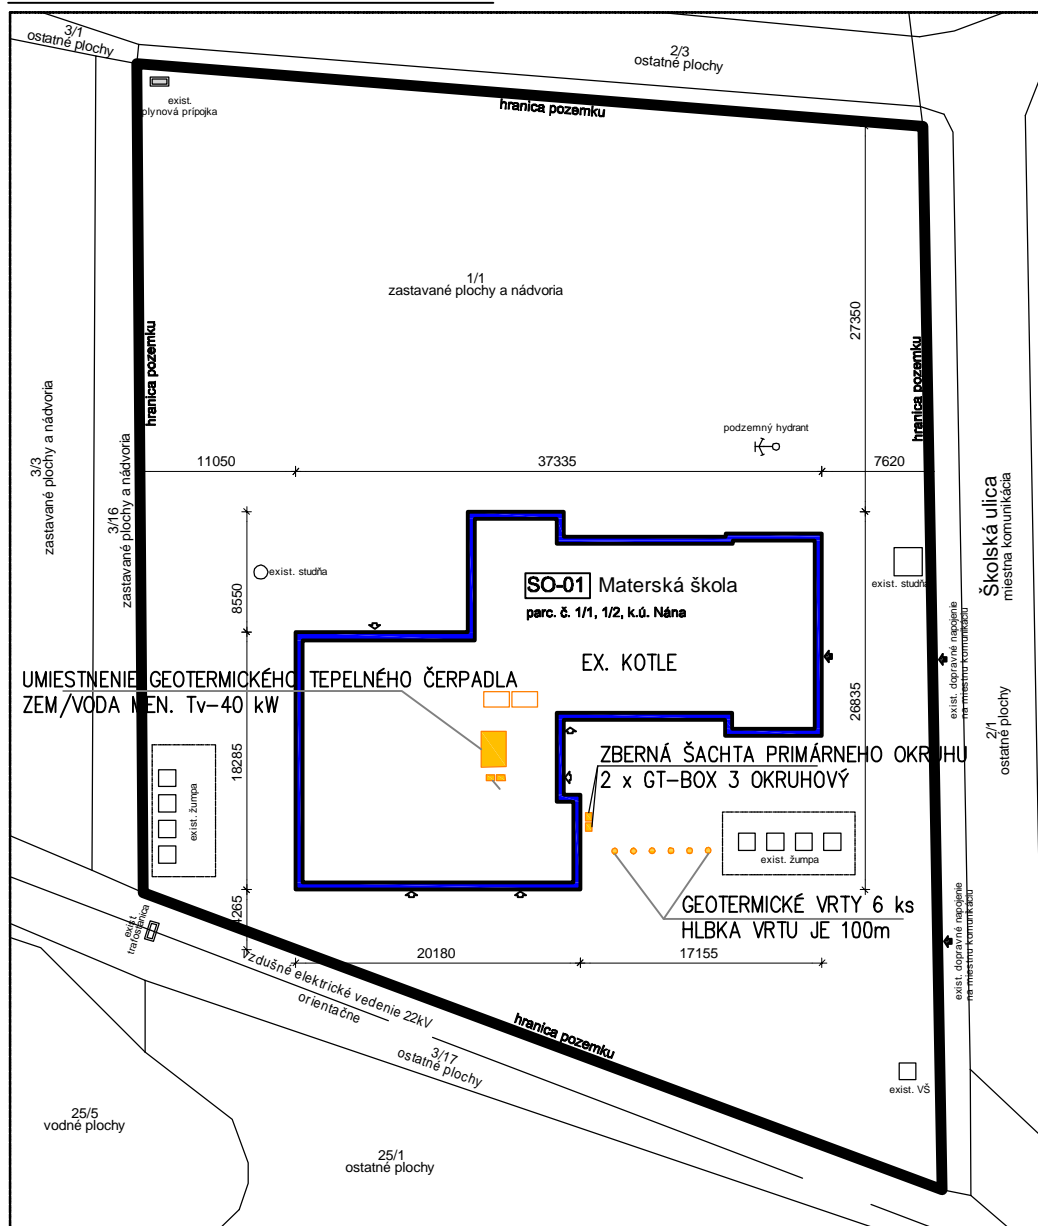 3/1
ostatné plochy
2/3
ostatné plochy
exist.
plynová prípojka
hranica pozemku
1/1
zastavané plochy a nádvoria
27350
hranica pozemku
hranica pozemku
3/3
zastavané plochy a nádvoria
3/16
zastavané plochy a nádvoria
podzemný hydrant
11050
37335
7620
Školská ulica
miestna komunikácia
exist. studňa
exist. studňa
8550
SO-01 Materská škola
parc. č. 1/1, 1/2, k.ú. Nána
EX. KOTLE
exist. dopravné napojenie
na miestnu komunikáciu
UMIESTNENIE GEOTERMICKÉHO TEPELNÉHO ČERPADLA
ZEM/VODA MEN. Tv-40 kW
26835
2/1
ostatné plochy
18285
ZBERNÁ ŠACHTA PRIMÁRNEHO OKRUHU
2 x GT-BOX 3 OKRUHOVÝ
exist. žumpa
exist. žumpa
GEOTERMICKÉ VRTY 6 ks
HLBKA VRTU JE 100m
4265
exist.
trafostanica
exist. dopravné napojenie
na miestnu komunikáciu
20180
17155
vzdušné elektrické vedenie 22kV
orientačne
hranica pozemku
3/17
ostatné plochy
exist. VŠ
25/5
vodné plochy
25/1
ostatné plochy